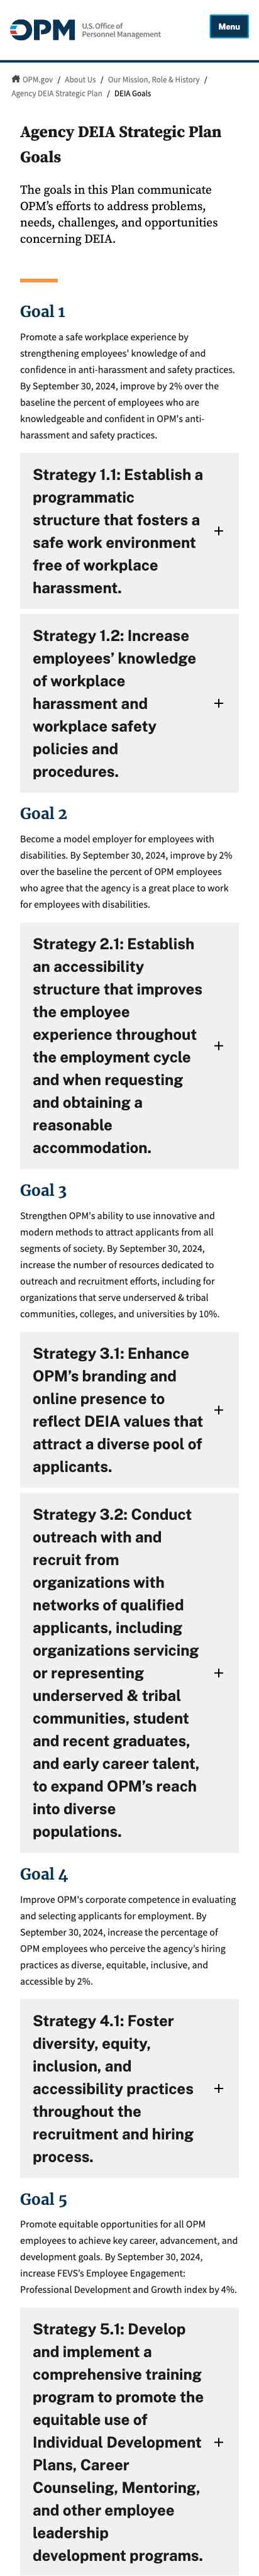 OPM U.S. Office of
Personnel Management
Menu
OPM.gov / About Us / Our Mission, Role & History /
Agency DEIA Strategic Plan / DEIA Goals
Agency DEIA Strategic Plan
Goals
The goals in this Plan communicate
OPM's efforts to address problems,
needs, challenges, and opportunities
concerning DEIA.
Goal 1
Promote a safe workplace experience by
strengthening employees' knowledge of and
confidence in anti-harassment and safety practices.
By September 30, 2024, improve by 2% over the
baseline the percent of employees who are
knowledgeable and confident in OPM's anti-
harassment and safety practices.
Strategy 1.1: Establish a
programmatic
structure that fosters a
safe work environment
free of workplace
harassment.
+
Strategy 1.2: Increase
employees' knowledge
of workplace
harassment and
workplace safety
policies and
procedures.
+
Goal 2
Become a model employer for employees with
disabilities. By September 30, 2024, improve by 2%
over the baseline the percent of OPM employees
who agree that the agency is a great place to work
for employees with disabilities.
Strategy 2.1: Establish
an accessibility
structure that improves
the employee
experience throughout
the employment cycle
and when requesting
and obtaining a
reasonable
accommodation.
+
Goal 3
Strengthen OPM's ability to use innovative and
modern methods to attract applicants from all
segments of society. By September 30, 2024,
increase the number of resources dedicated to
outreach and recruitment efforts, including for
organizations that serve underserved & tribal
communities, colleges, and universities by 10%.
Strategy 3.1: Enhance
OPM's branding and
online presence to
reflect DEIA values that
attract a diverse pool of
applicants.
+
Strategy 3.2: Conduct
outreach with and
recruit from
organizations with
networks of qualified
applicants, including
organizations servicing
or representing
underserved & tribal
communities, student
and recent graduates,
and early career talent,
to expand OPM's reach
into diverse
populations.
+
Goal 4
Improve OPM's corporate competence in evaluating
and selecting applicants for employment. By
September 30, 2024, increase the percentage of
OPM employees who perceive the agency's hiring
practices as diverse, equitable, inclusive, and
accessible by 2%.
Strategy 4.1: Foster
diversity, equity,
inclusion, and
accessibility practices
throughout the
recruitment and hiring
process.
+
Goal 5
Promote equitable opportunities for all OPM
employees to achieve key career, advancement, and
development goals. By September 30, 2024,
increase FEVS's Employee Engagement:
Professional Development and Growth index by 4%.
Strategy 5.1: Develop
and implement a
comprehensive training
program to promote the
equitable use of
Individual Development
Plans, Career
Counseling, Mentoring,
and other employee
leadership
development programs.
+